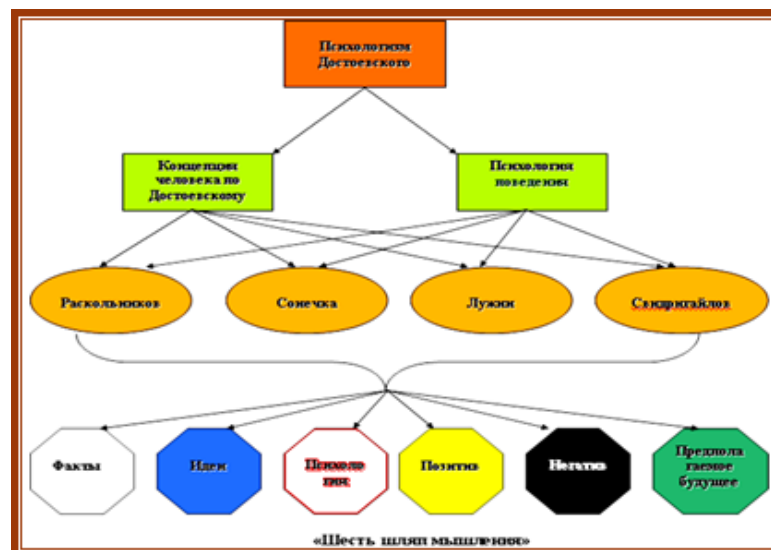 Психологизм
Достоевского
Концепция
человека по
Достоевскому
Психология
поведения
Раскольников
Сонечка
Лужин
Свидригайлов
Факты
Идеи
Психоло
гия
Позитив
Негатив
Предпола
гаемое
будущее
«Шесть шляп мышления»